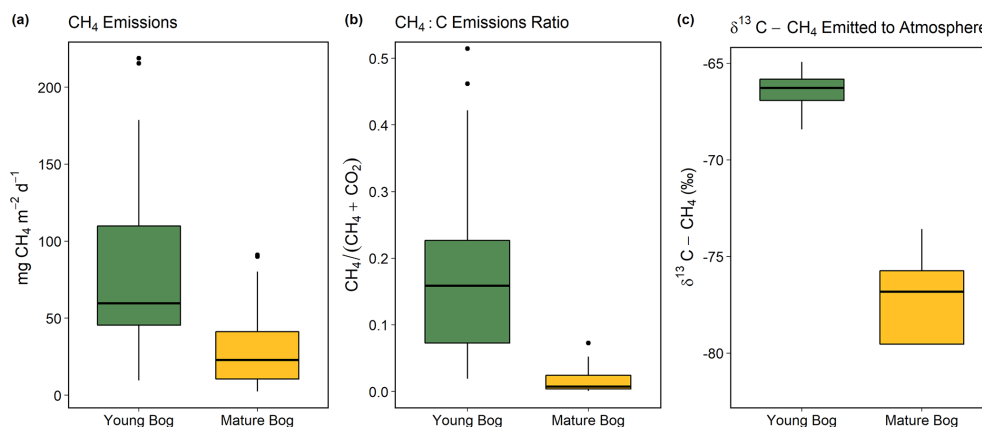 (a) CH₄ Emissions
mg CH₄ m⁻² d⁻¹
200
150
100
50
0
Young Bog Mature Bog
(b) CH₄ : C Emissions Ratio
CH₄/(CH₄ + CO₂)
0.5
0.4
0.3
0.2
0.1
0.0
Young Bog Mature Bog
(c) δ¹³ C − CH₄ Emitted to Atmosphere
δ¹³ C − CH₄ (‰)
-65
-70
-75
-80
Young Bog Mature Bog